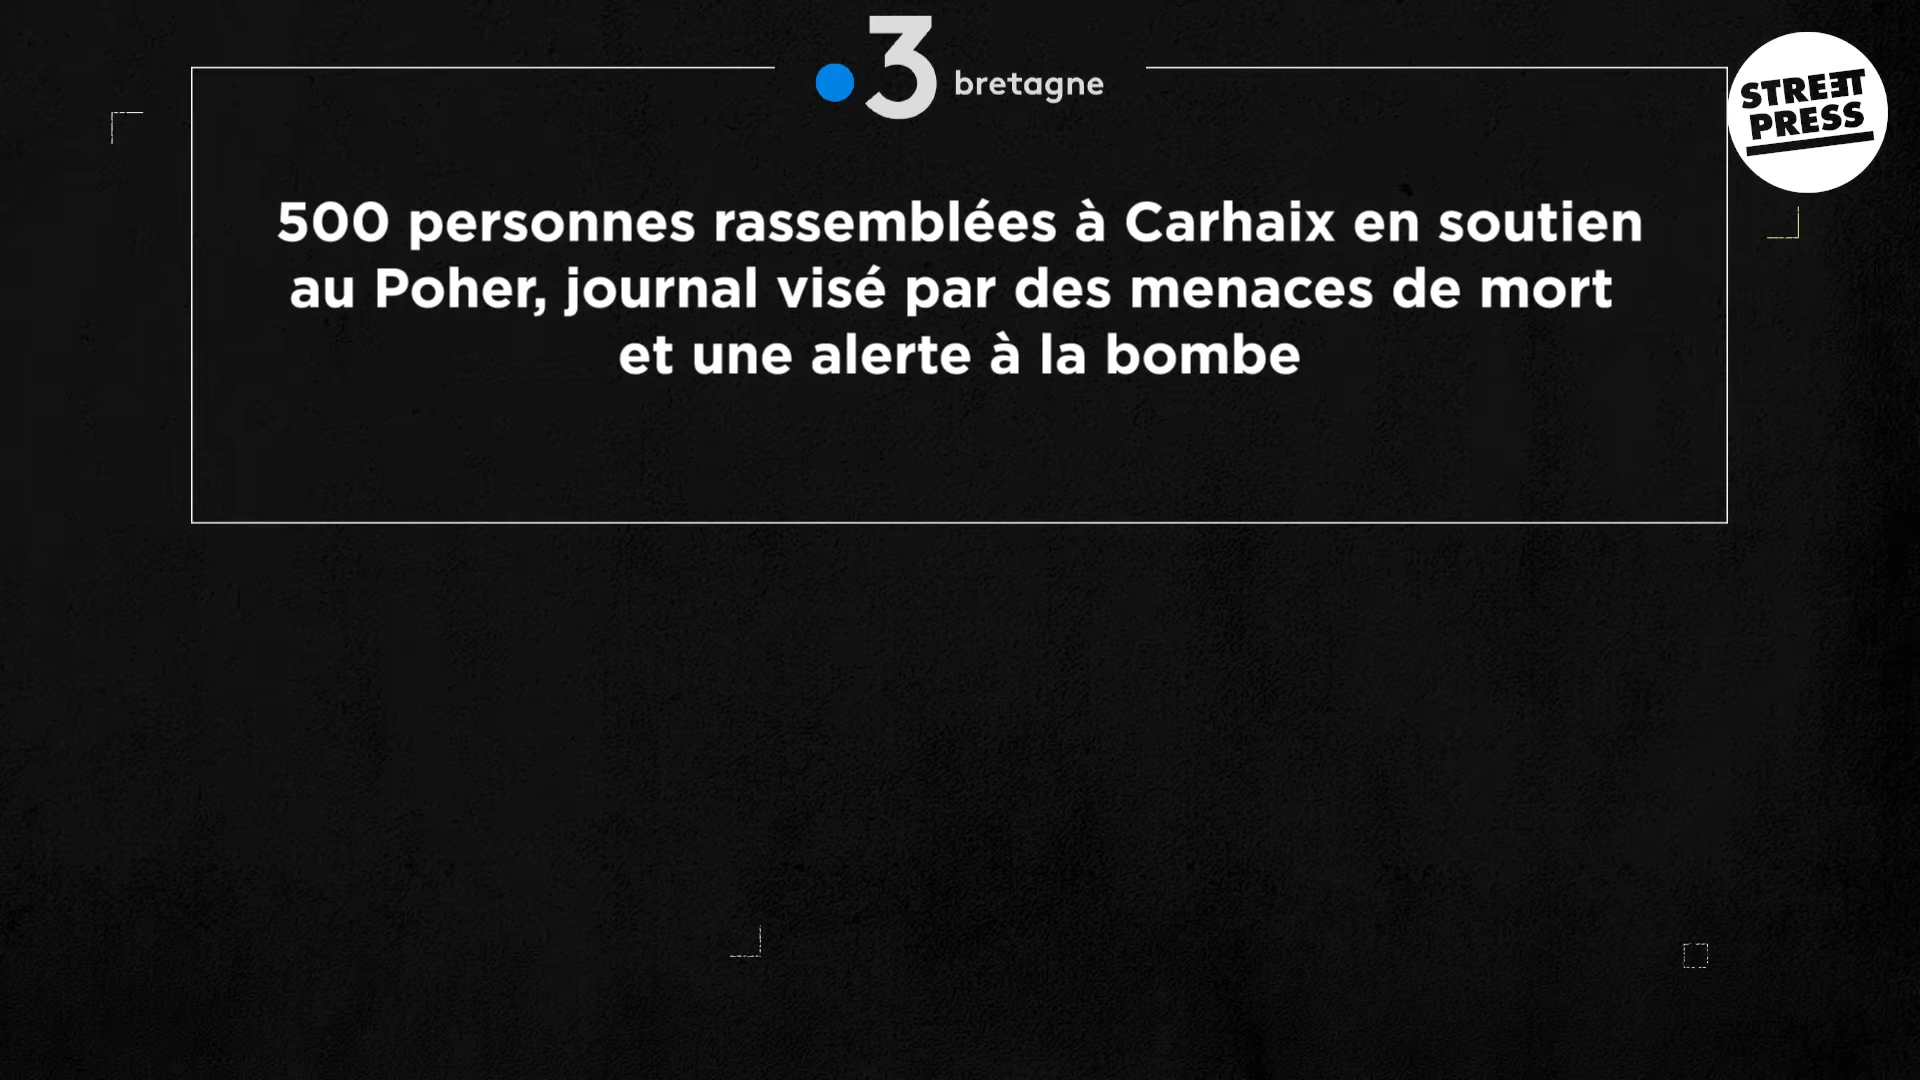 3 bretagne
STREET
PRESS
500 personnes rassemblées à Carhaix en soutien
au Poher, journal visé par des menaces de mort
et une alerte à la bombe